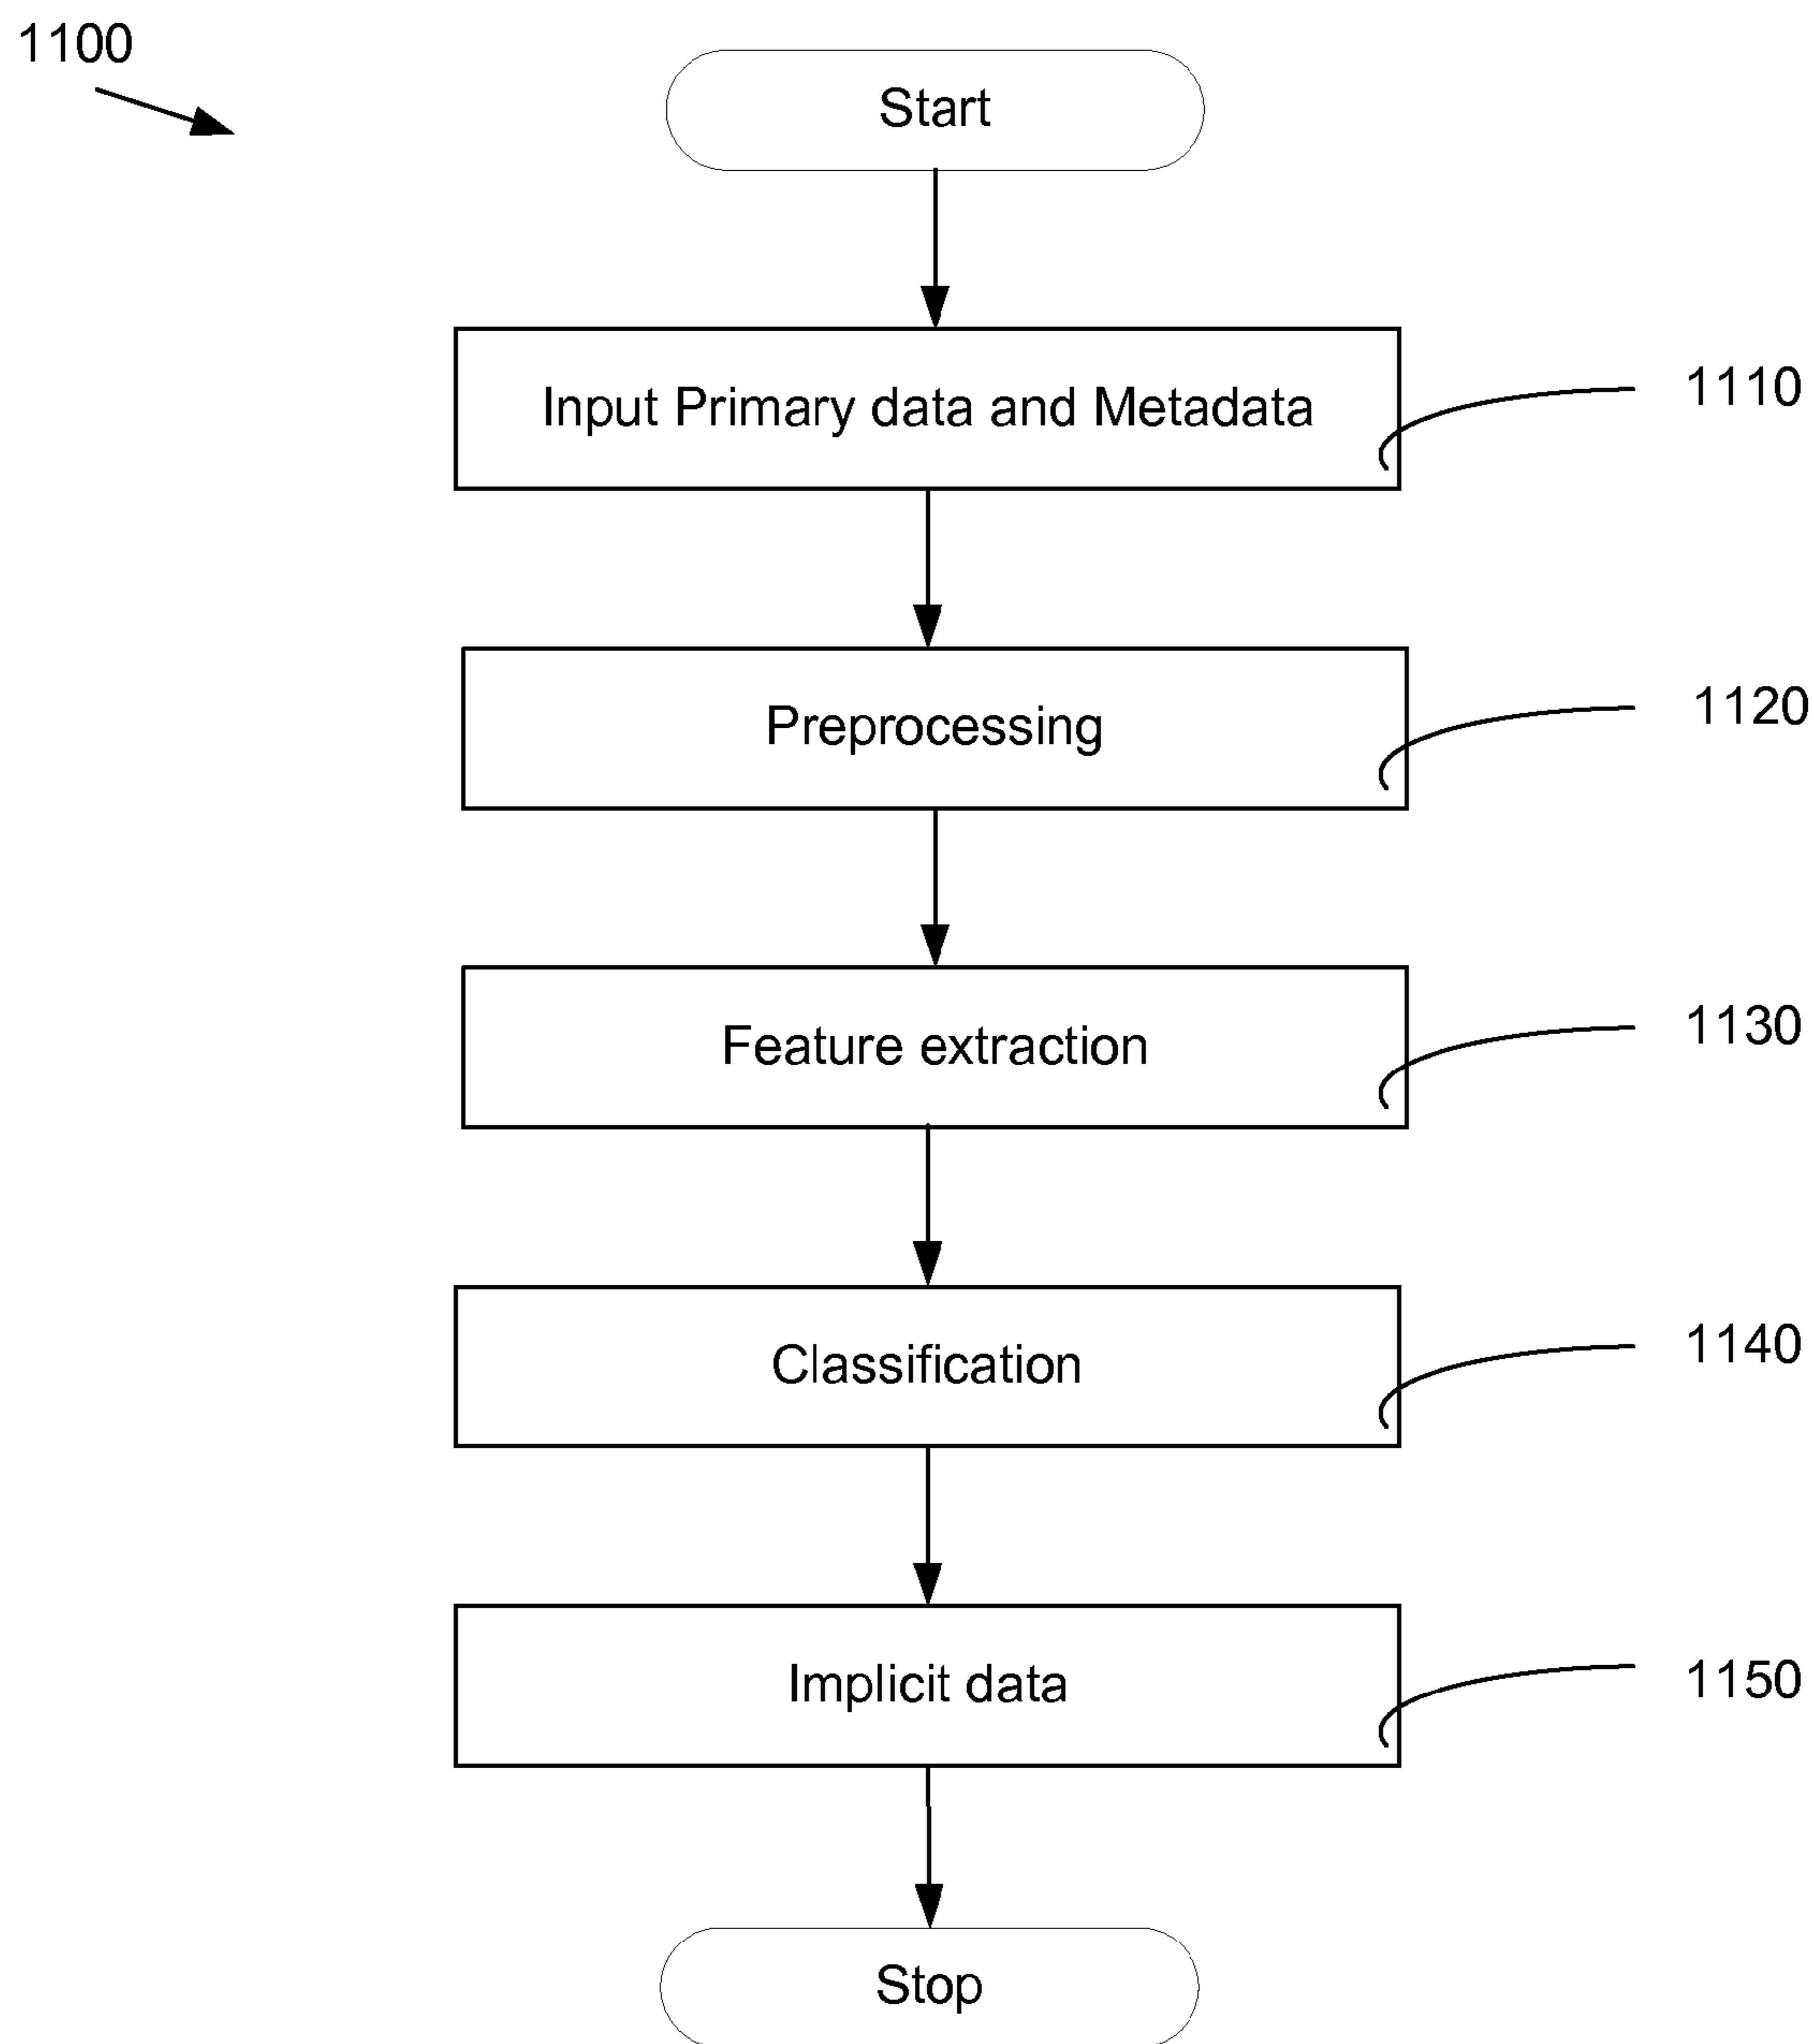 1100
Start
Input Primary data and Metadata
1110
Preprocessing
1120
Feature extraction
1130
Classification
1140
Implicit data
1150
Stop